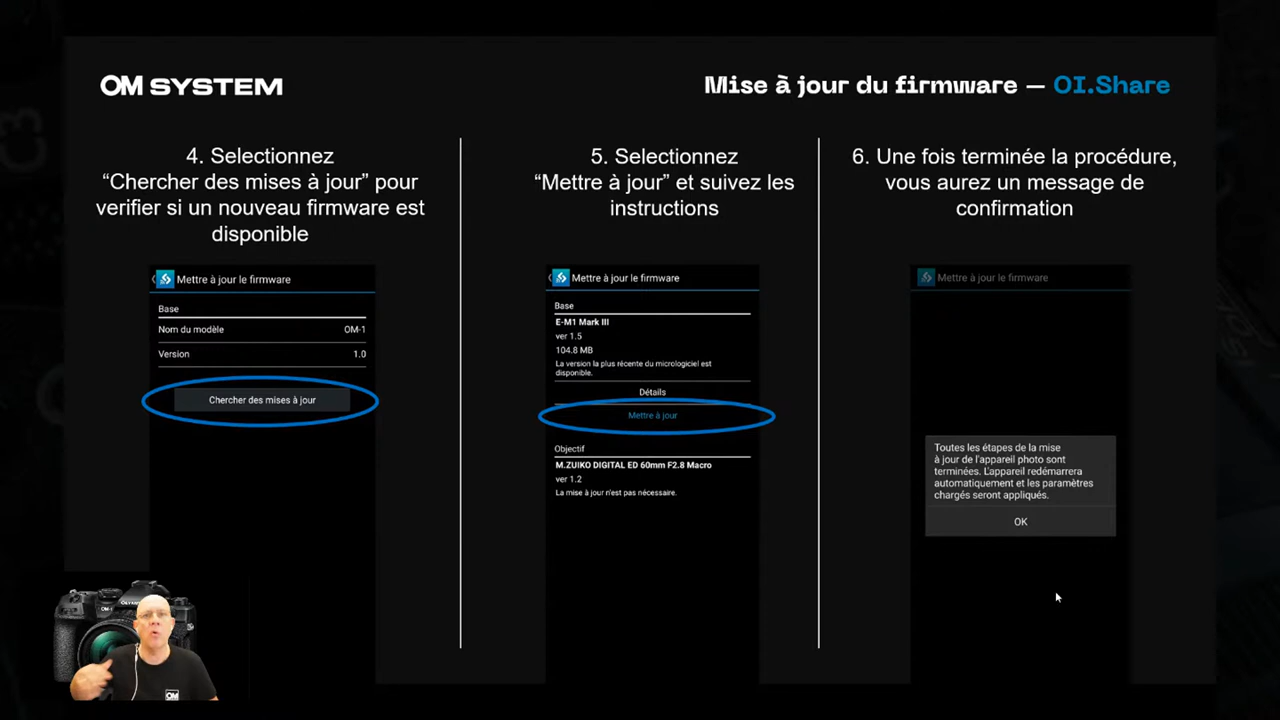 OM SYSTEM
Mise à jour du firmware — OI.Share
4. Selectionnez
“Chercher des mises à jour” pour
verifier si un nouveau firmware est
disponible
Mettre à jour le firmware
Base
Nom du modèle OM-1
Version 1.0
Chercher des mises à jour
5. Selectionnez
“Mettre à jour” et suivez les
instructions
Mettre à jour le firmware
Base
E-M1 Mark III
ver 1.5
104.8 MB
La version la plus récente du micrologiciel est
disponible.
Détails
Mettre à jour
Objectif
M.ZUIKO DIGITAL ED 60mm F2.8 Macro
ver 1.2
La mise à jour n'est pas nécessaire.
6. Une fois terminée la procédure,
vous aurez un message de
confirmation
Mettre à jour le firmware
Toutes les étapes de la mise
à jour de l'appareil photo sont
terminées. L'appareil redémarrera
automatiquement et les paramètres
chargés seront appliqués.
OK
OM